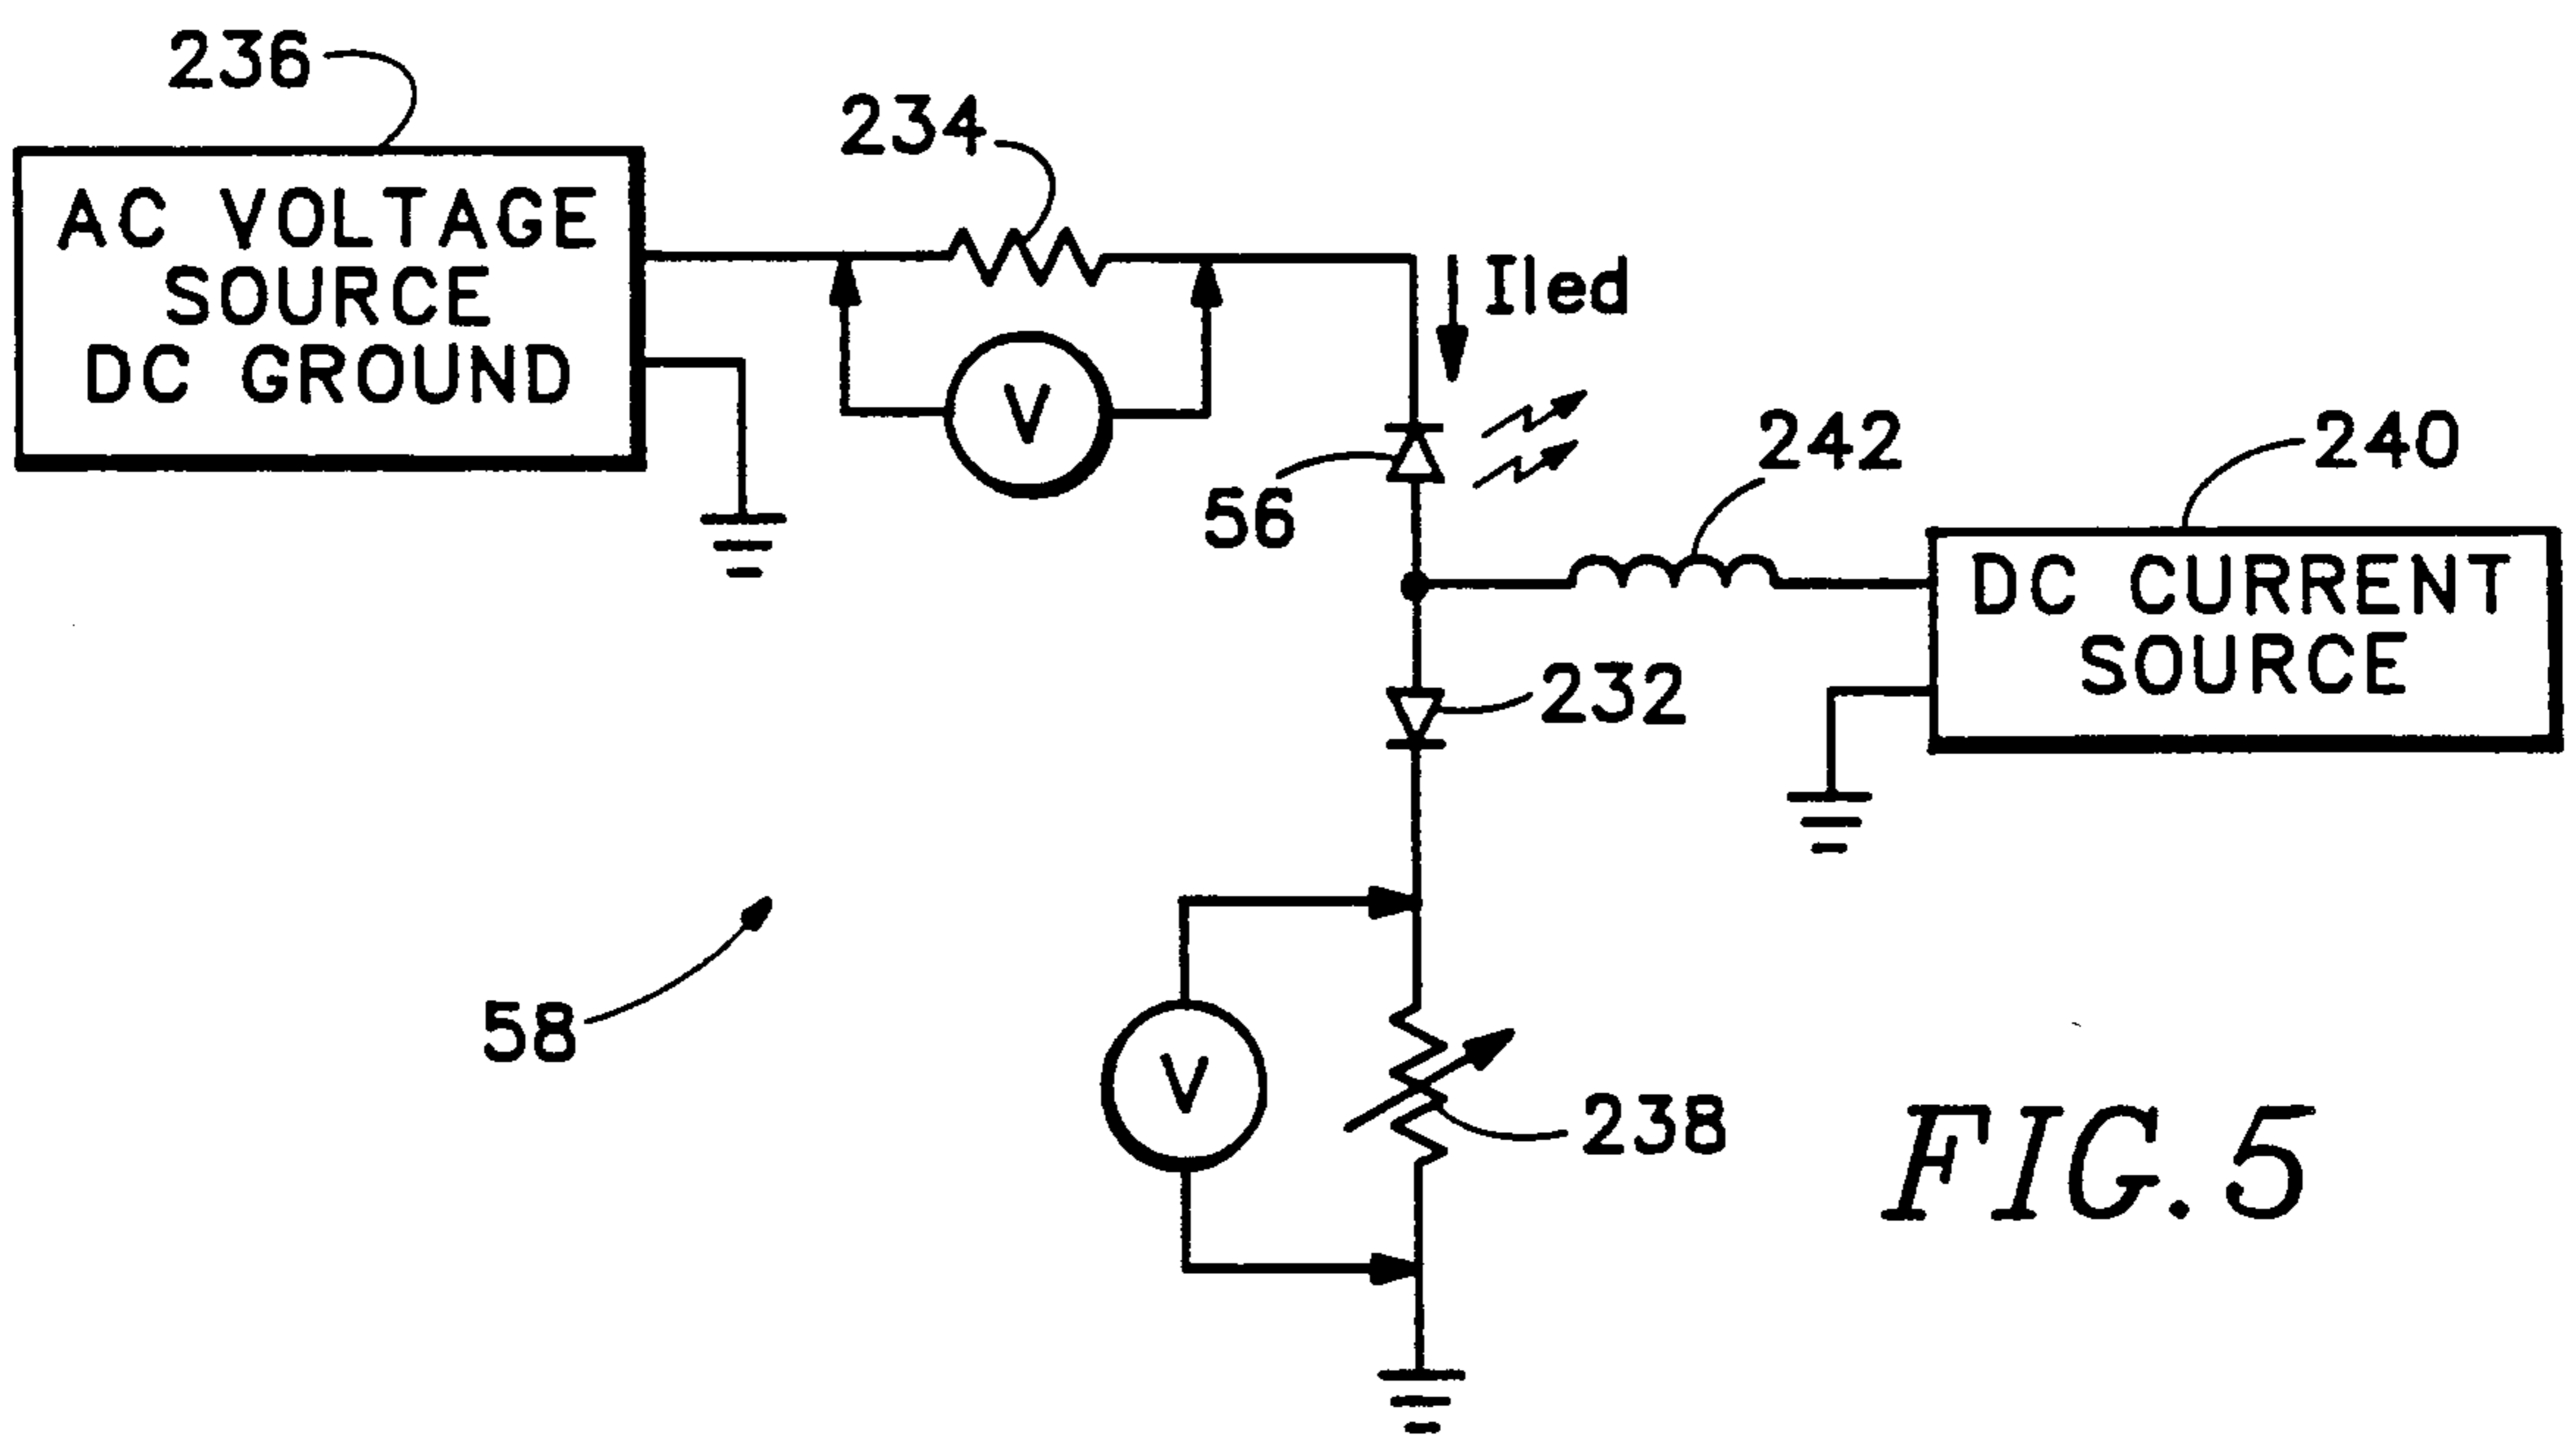 236
234
AC VOLTAGE
SOURCE
DC GROUND
Iled
V
56
242
240
DC CURRENT
SOURCE
232
58
V
238
FIG. 5